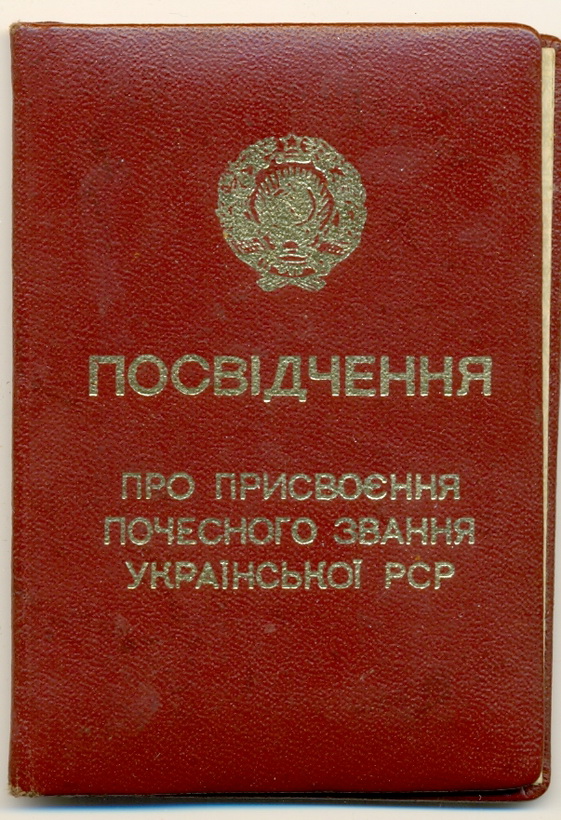 ПОСВІДЧЕННЯ
ПРО ПРИСВОЄННЯ
ПОЧЕСНОГО ЗВАННЯ
УКРАЇНСЬКОЇ РСР